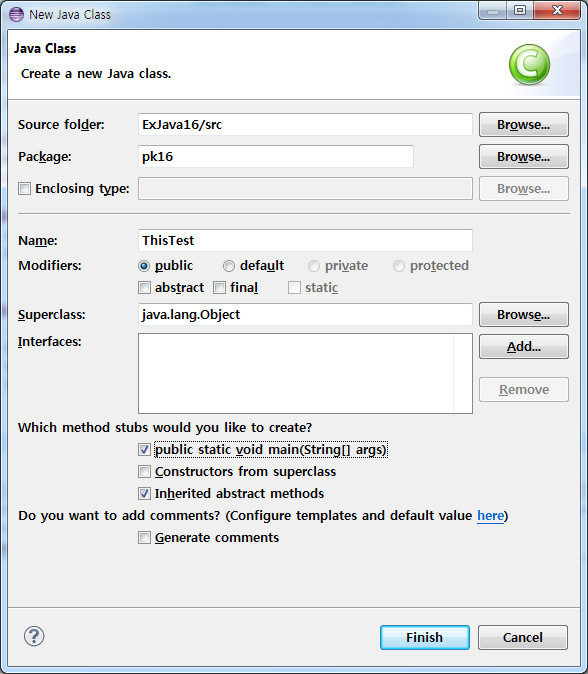 New Java Class
Java Class
Create a new Java class.
Source folder: ExJava16/src Browse...
Package: pk16 Browse...
Enclosing type: Browse...
Name: ThisTest
Modifiers: public default private protected
abstract final static
Superclass: java.lang.Object Browse...
Interfaces: Add...
Remove
Which method stubs would you like to create?
public static void main(String[] args)
Constructors from superclass
Inherited abstract methods
Do you want to add comments? (Configure templates and default value here)
Generate comments
? Finish Cancel